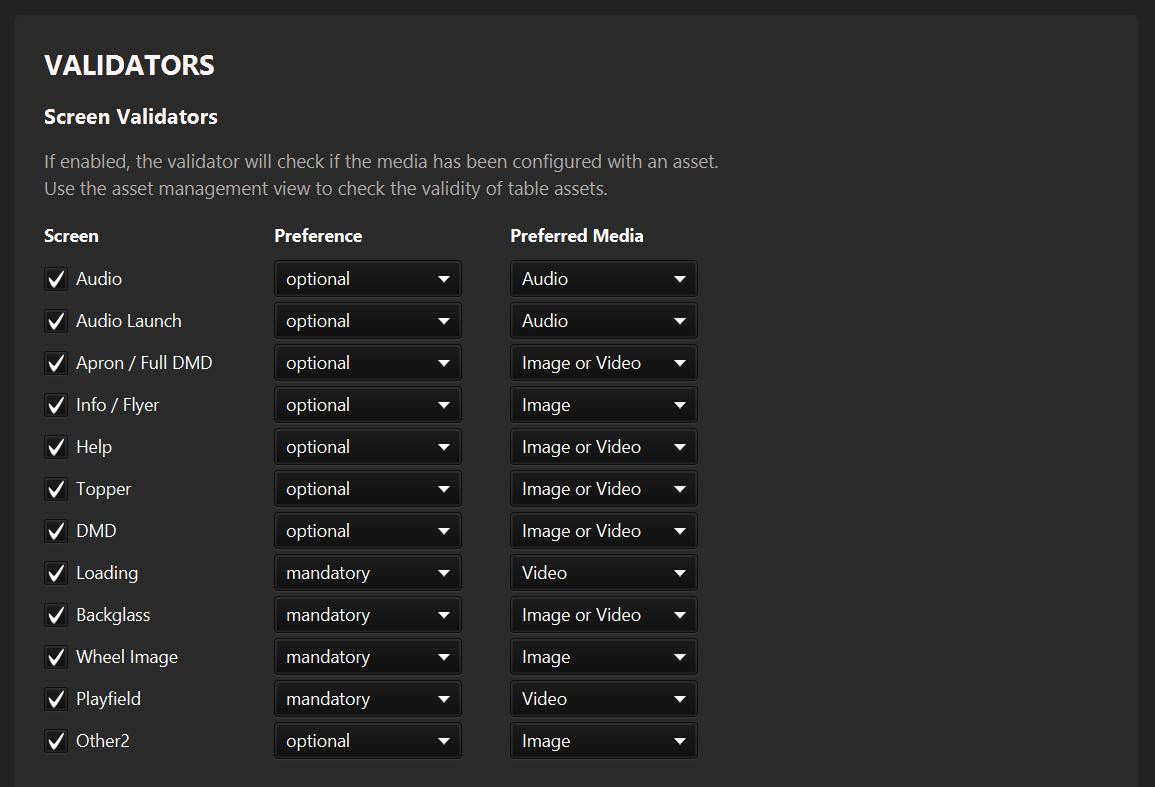 VALIDATORS
Screen Validators
If enabled, the validator will check if the media has been configured with an asset.
Use the asset management view to check the validity of table assets.
Screen Preference Preferred Media
Audio optional Audio
Audio Launch optional Audio
Apron / Full DMD optional Image or Video
Info / Flyer optional Image
Help optional Image or Video
Topper optional Image or Video
DMD optional Image or Video
Loading mandatory Video
Backglass mandatory Image or Video
Wheel Image mandatory Image
Playfield mandatory Video
Other2 optional Image